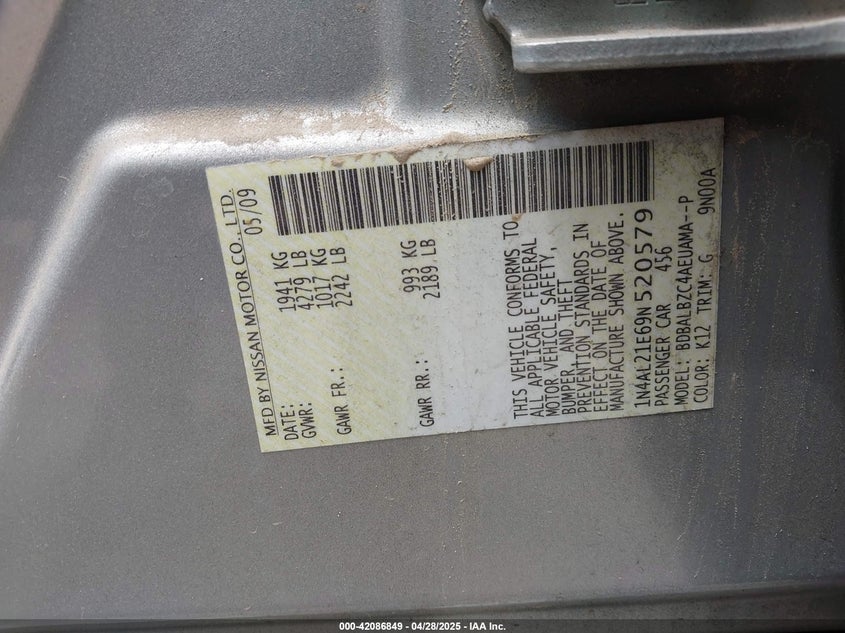 MFD BY NISSAN MOTOR CO., LTD.
DATE: 05/09
GVWR: 1941 KG
4279 LB
GAWR FR.: 1017 KG
2242 LB
GAWR RR.: 993 KG
2189 LB
THIS VEHICLE CONFORMS TO
ALL APPLICABLE FEDERAL
MOTOR VEHICLE SAFETY,
BUMPER, AND THEFT
PREVENTION STANDARDS IN
EFFECT ON THE DATE OF
MANUFACTURE SHOWN ABOVE.
1N4AL21E69N520579
PASSENGER CAR 456
MODEL: BDBALBZC4AEUAMA--P
COLOR: K12 TRIM: G 9N00A
000-42086849 / 04/28/2025 - IAA Inc.